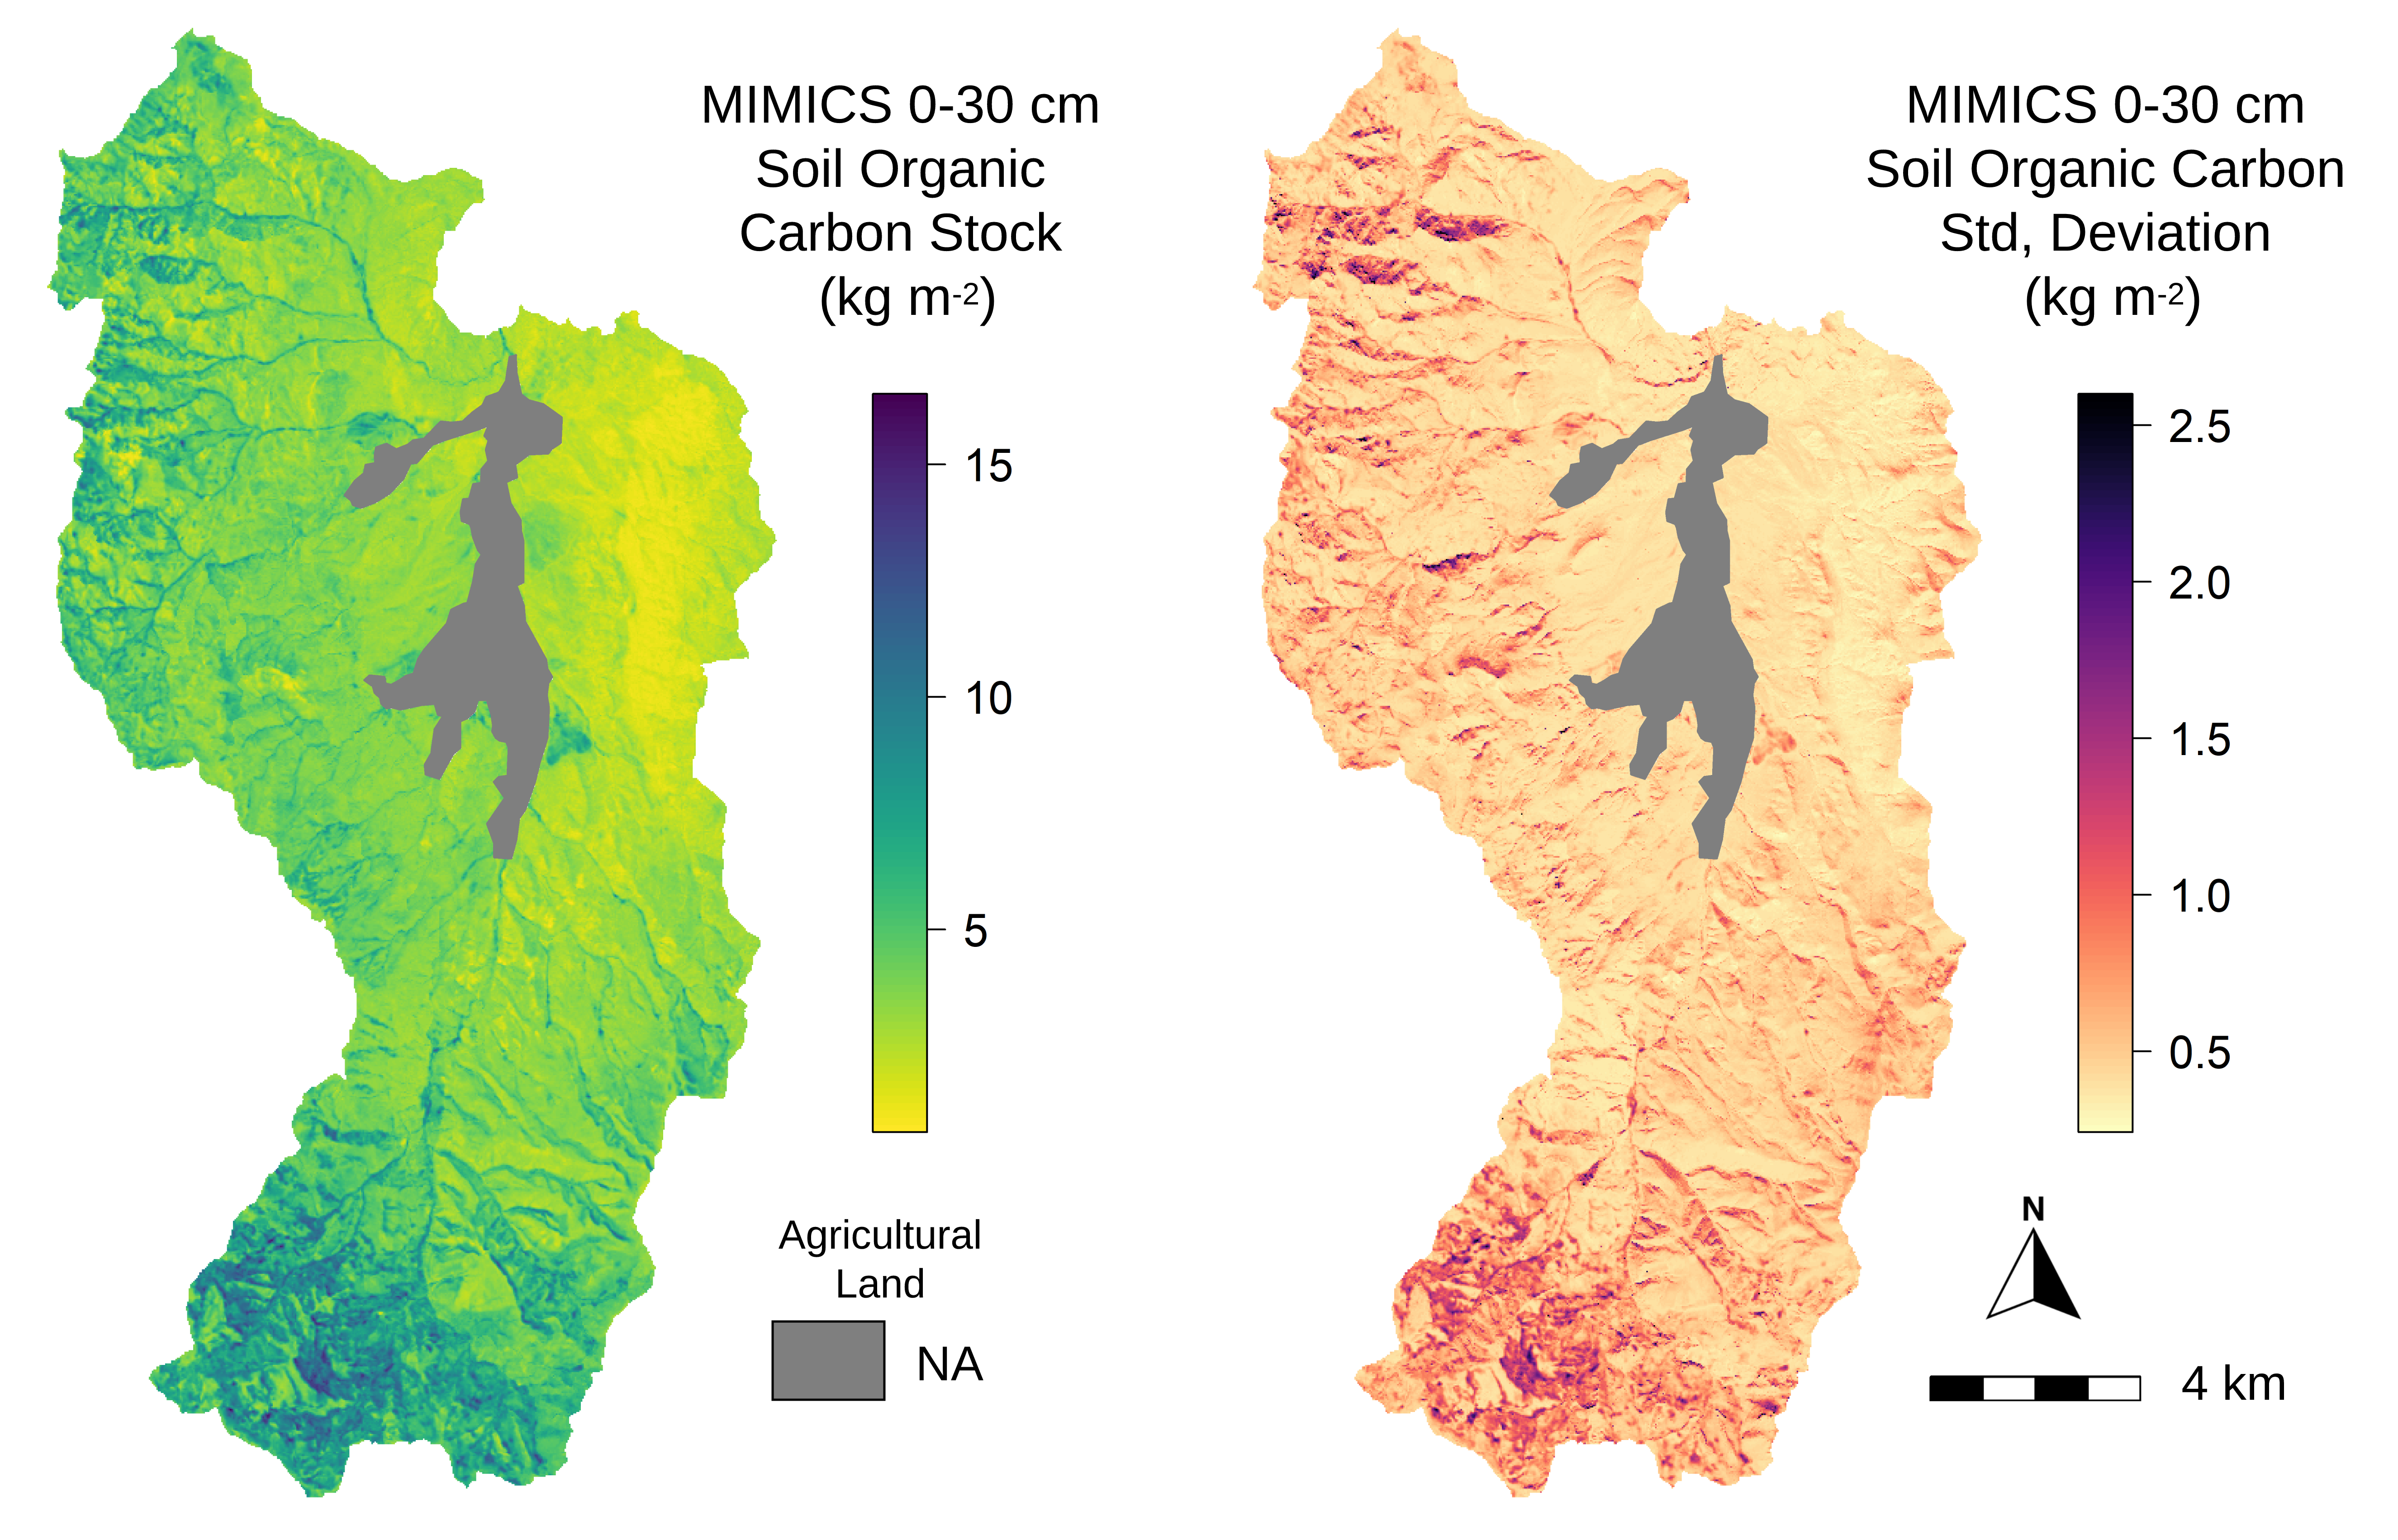 MIMICS 0-30 cm
Soil Organic
Carbon Stock
(kg m-2)
15
10
5
Agricultural
Land
NA
MIMICS 0-30 cm
Soil Organic Carbon
Std, Deviation
(kg m-2)
2.5
2.0
1.5
1.0
0.5
N
4 km